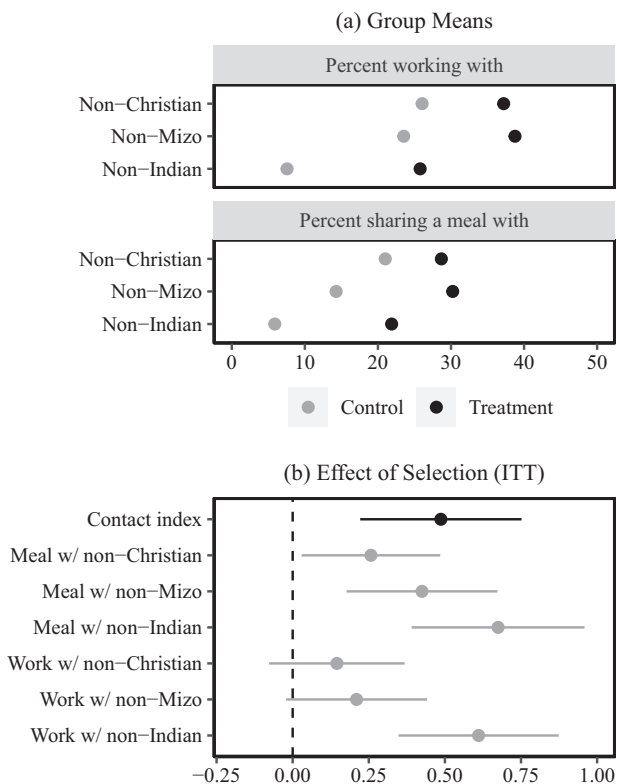 (a) Group Means
Percent working with
Non−Christian
Non−Mizo
Non−Indian
Percent sharing a meal with
Non−Christian
Non−Mizo
Non−Indian
0 10 20 30 40 50
Control Treatment
(b) Effect of Selection (ITT)
Contact index
Meal w/ non−Christian
Meal w/ non−Mizo
Meal w/ non−Indian
Work w/ non−Christian
Work w/ non−Mizo
Work w/ non−Indian
−0.25 0.00 0.25 0.50 0.75 1.00